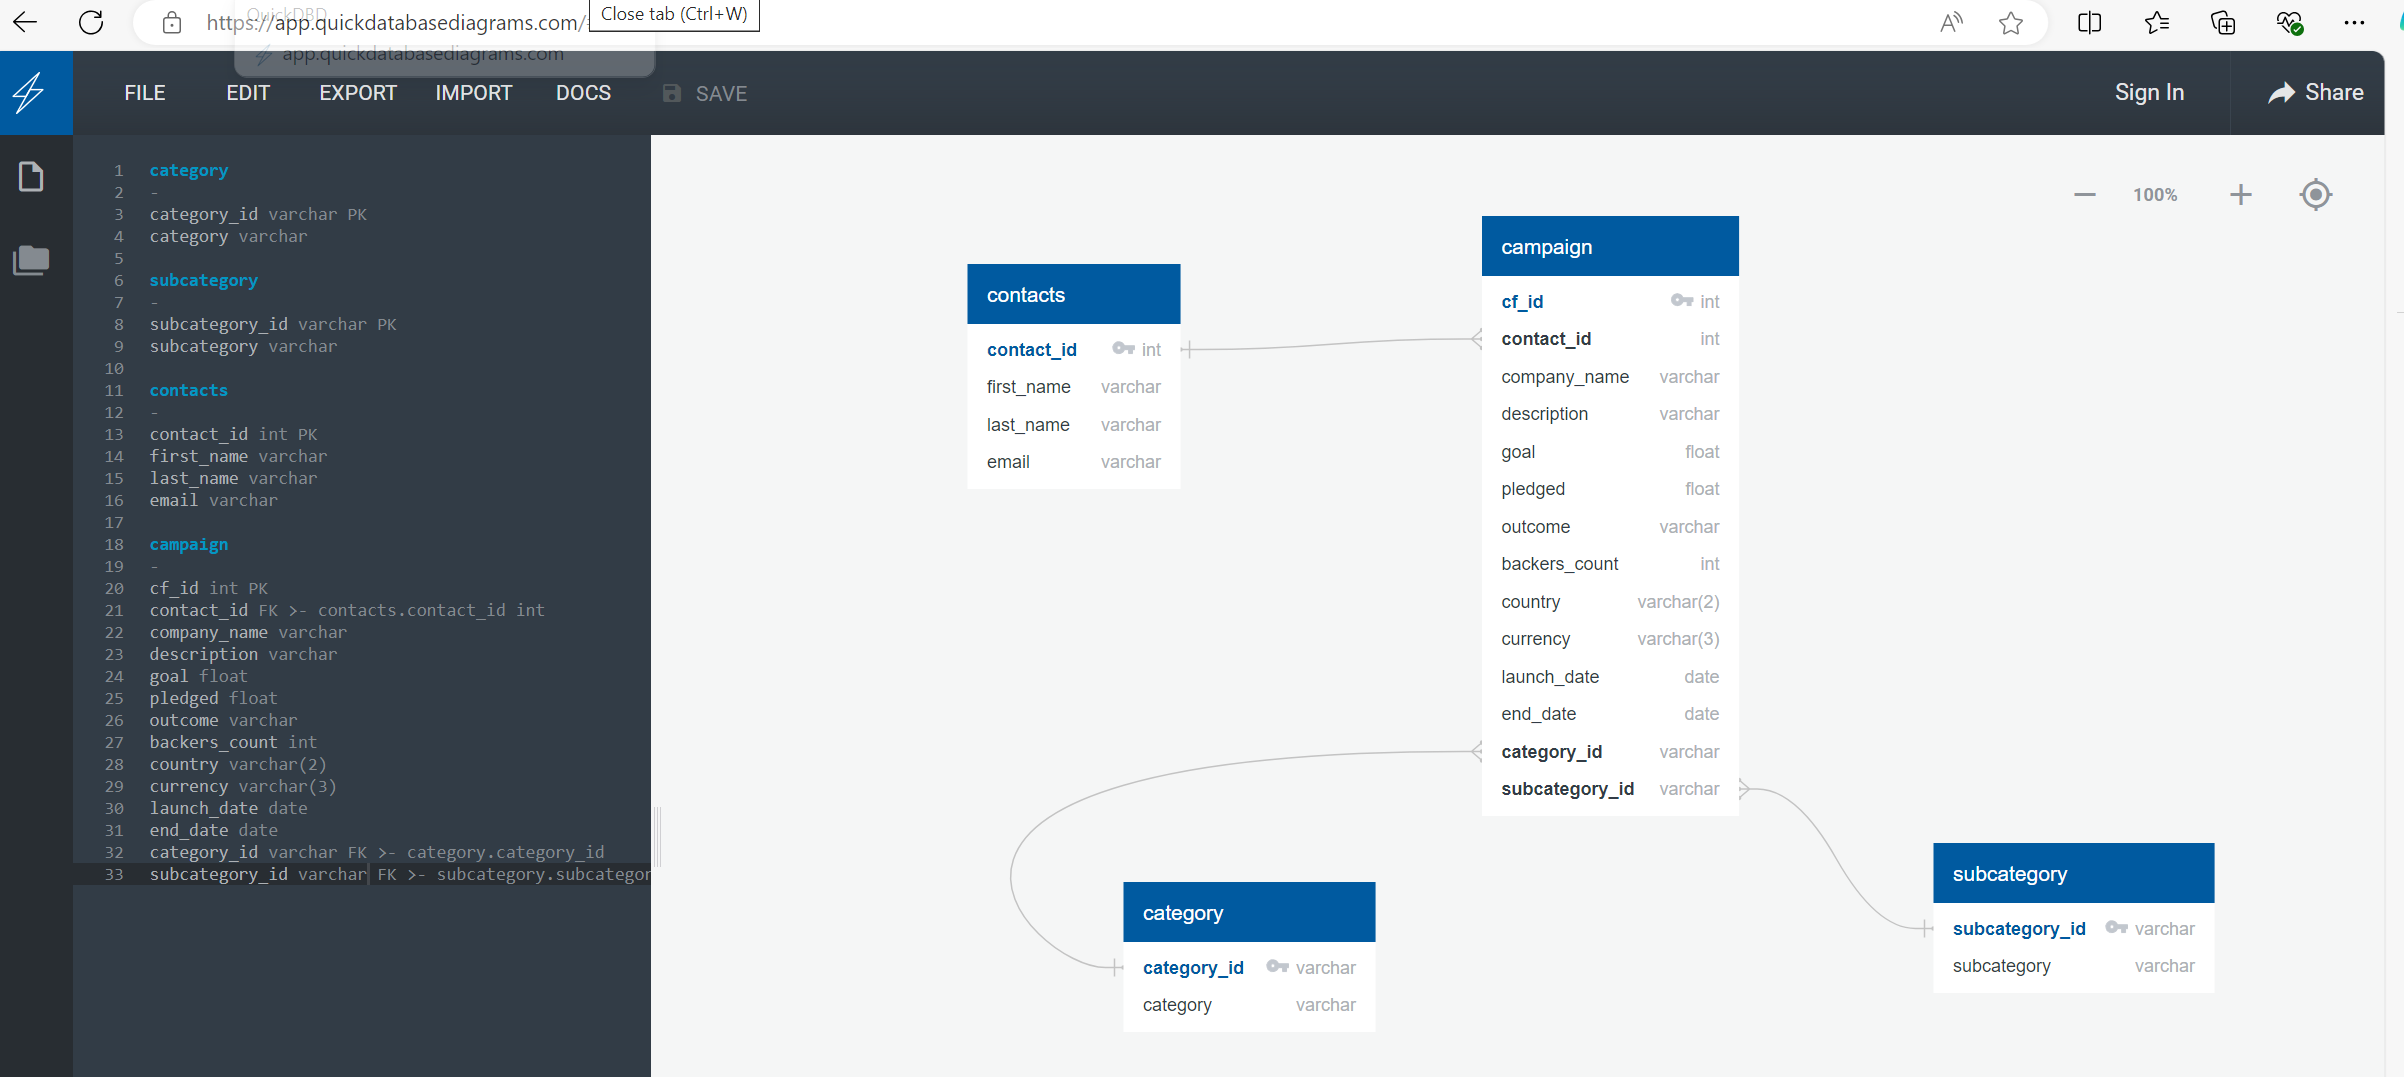 QuickDBD
Close tab (Ctrl+W)
https://app.quickdatabasediagrams.com/
app.quickdatabasediagrams.com
FILE EDIT EXPORT IMPORT DOCS SAVE Sign In Share
1 category
2 -
3 category_id varchar PK
4 category varchar
5
6 subcategory
7 -
8 subcategory_id varchar PK
9 subcategory varchar
10
11 contacts
12 -
13 contact_id int PK
14 first_name varchar
15 last_name varchar
16 email varchar
17
18 campaign
19 -
20 cf_id int PK
21 contact_id FK >- contacts.contact_id int
22 company_name varchar
23 description varchar
24 goal float
25 pledged float
26 outcome varchar
27 backers_count int
28 country varchar(2)
29 currency varchar(3)
30 launch_date date
31 end_date date
32 category_id varchar FK >- category.category_id
33 subcategory_id varchar FK >- subcategory.subcategor
100%
contacts
contact_id int
first_name varchar
last_name varchar
email varchar
campaign
cf_id int
contact_id int
company_name varchar
description varchar
goal float
pledged float
outcome varchar
backers_count int
country varchar(2)
currency varchar(3)
launch_date date
end_date date
category_id varchar
subcategory_id varchar
category
category_id varchar
category varchar
subcategory
subcategory_id varchar
subcategory varchar